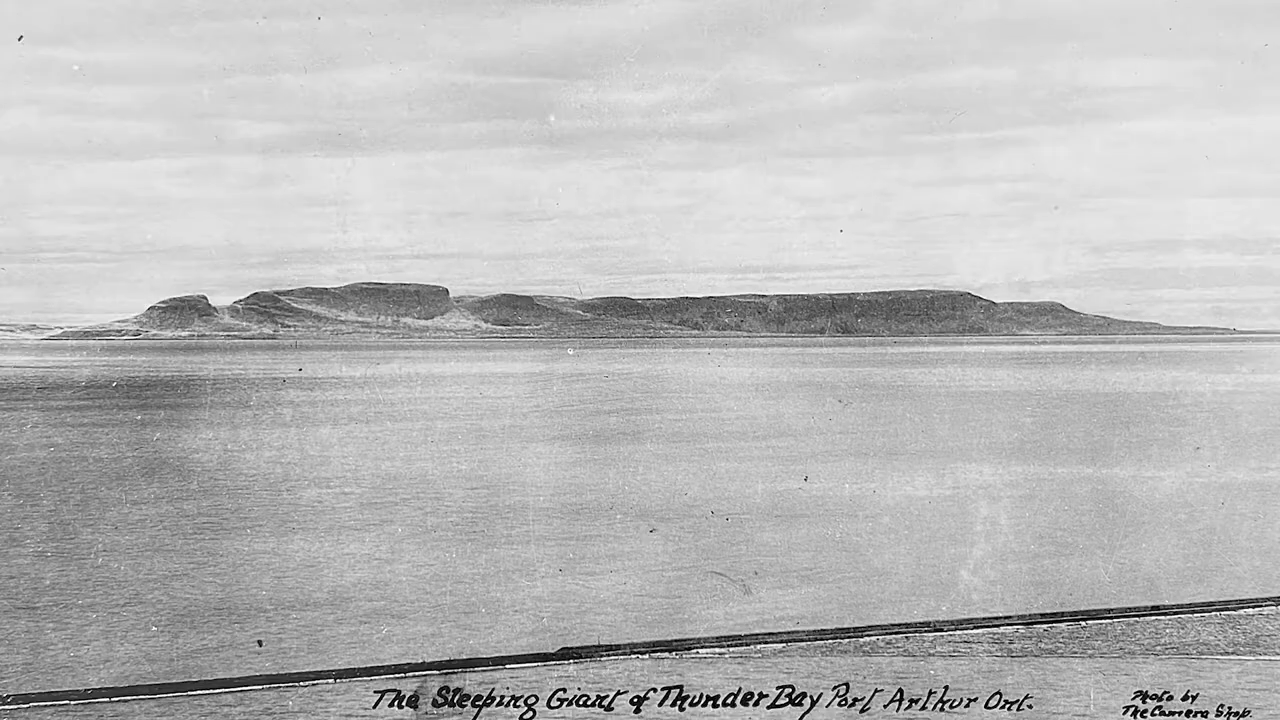 The Sleeping Giant of Thunder Bay Port Arthur Ont.
Photo by
The Camera Shop.